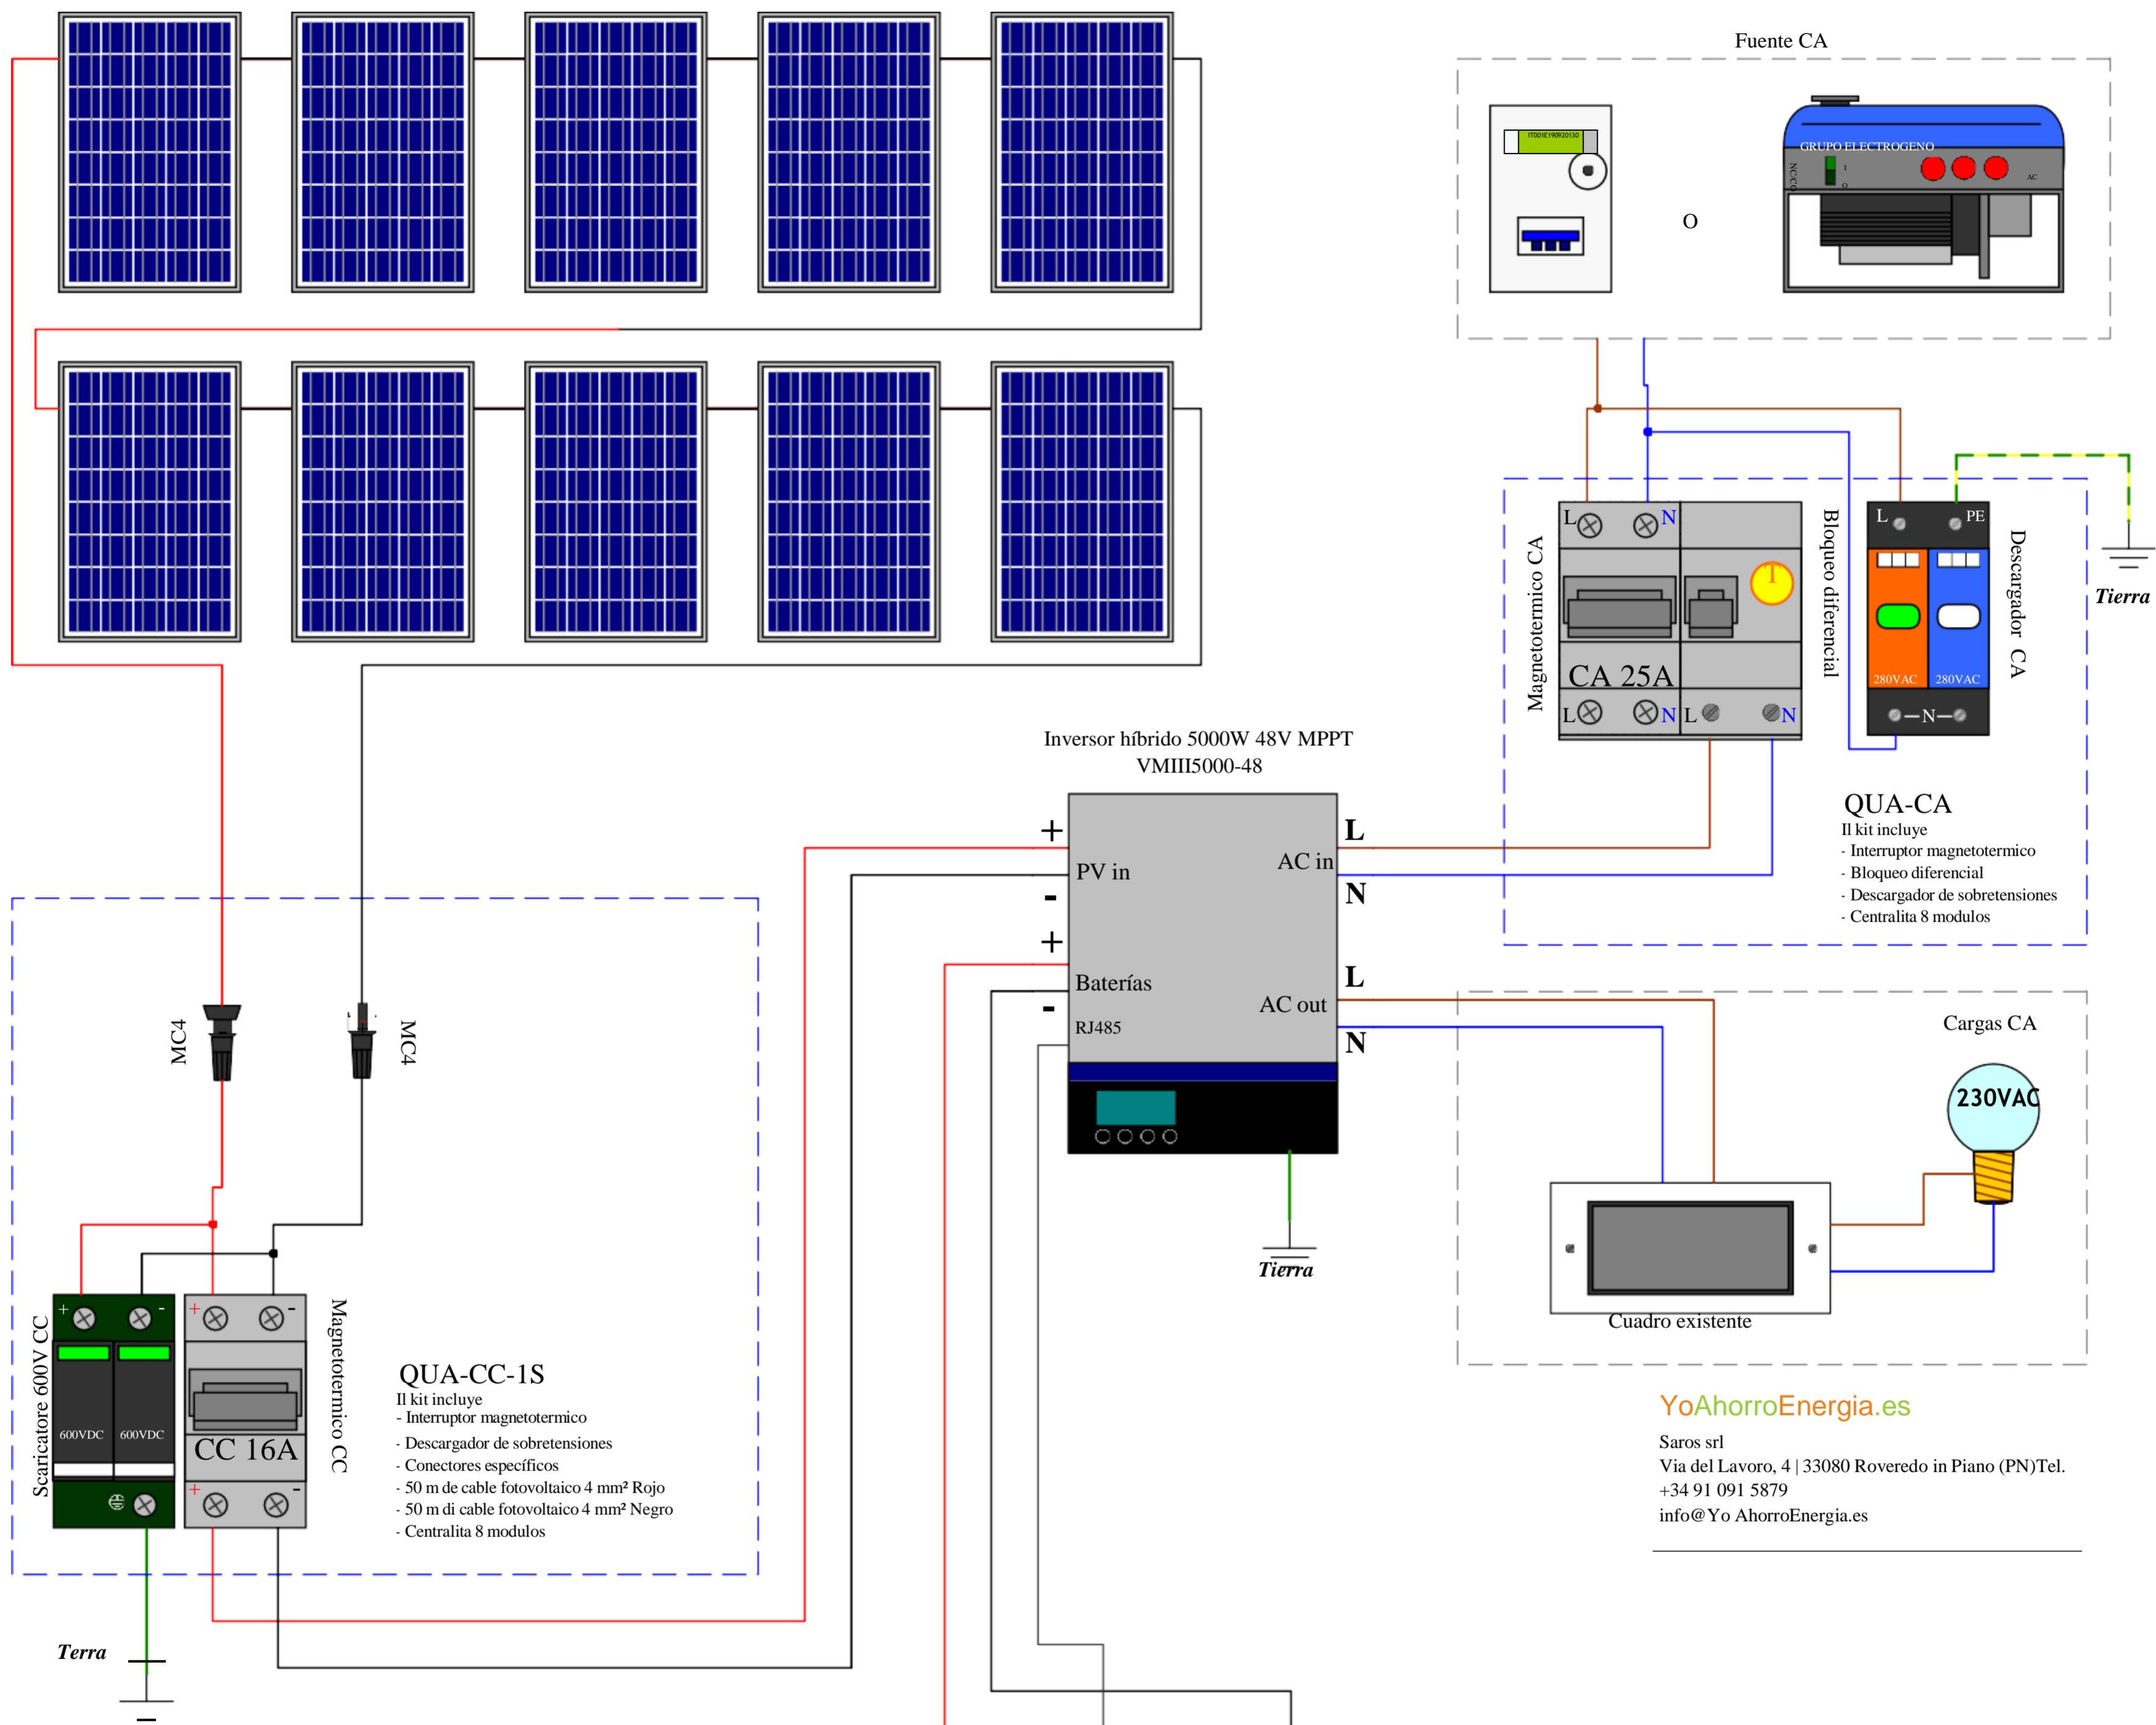 Fuente CA
IT001E190920130
GRUPO ELECTROGENO
NC/CO
I
O
AC
O
L
N
Magnetotermico CA
CA 25A
L
N
L
N
T
Bloqueo diferencial
L
PE
280VAC
280VAC
N
Descargador CA
Tierra
QUA-CA
Il kit incluye
- Interruptor magnetotermico
- Bloqueo diferencial
- Descargador de sobretensiones
- Centralita 8 modulos
Inversor híbrido 5000W 48V MPPT
VMIII5000-48
+
PV in
-
+
Baterías
-
RJ485
L
AC in
N
L
AC out
N
Tierra
Cargas CA
230VAC
Cuadro existente
MC4
MC4
Scaricatore 600V CC
+
-
600VDC
600VDC
+
-
CC 16A
+
-
Magnetotermico CC
QUA-CC-1S
Il kit incluye
- Interruptor magnetotermico
- Descargador de sobretensiones
- Conectores específicos
- 50 m de cable fotovoltaico 4 mm² Rojo
- 50 m di cable fotovoltaico 4 mm² Negro
- Centralita 8 modulos
Terra
YoAhorroEnergia.es
Saros srl
Via del Lavoro, 4 | 33080 Roveredo in Piano (PN)Tel.
+34 91 091 5879
info@Yo AhorroEnergia.es